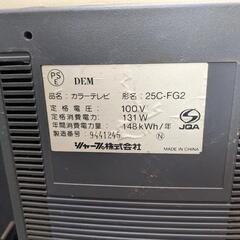 PS
E
DEM
品名 カラーテレビ 形名 25C-FG2
定格電圧: 100V
定格消費電力: 131W
年間消費電力量: 148kWh/年
製造番号 9441245 N
シャープ株式会社
JQA
MADE IN CHINA